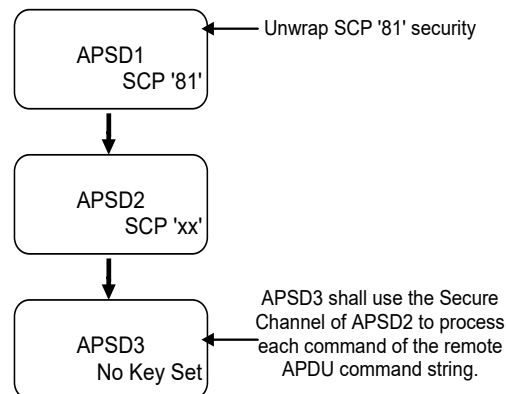 Unwrap SCP '81' security
APSD1
SCP '81'
APSD2
SCP 'xx'
APSD3 shall use the Secure
Channel of APSD2 to process
each command of the remote
APDU command string.
APSD3
No Key Set